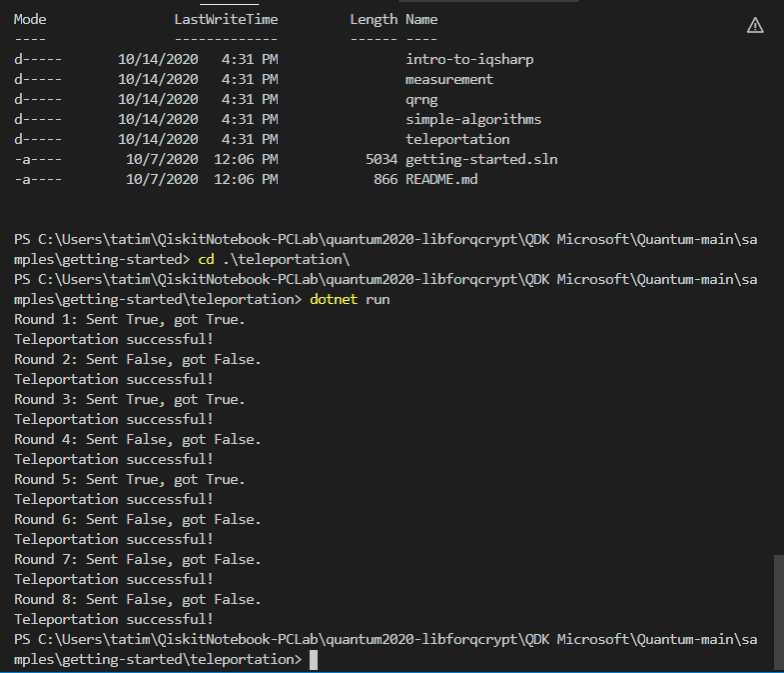 Mode                LastWriteTime         Length Name
----                -------------         ------ ----
d-----       10/14/2020   4:31 PM                intro-to-iqsharp
d-----       10/14/2020   4:31 PM                measurement
d-----       10/14/2020   4:31 PM                qrng
d-----       10/14/2020   4:31 PM                simple-algorithms
d-----       10/14/2020   4:31 PM                teleportation
-a----        10/7/2020  12:06 PM           5034 getting-started.sln
-a----        10/7/2020  12:06 PM            866 README.md
PS C:\Users\tatim\QiskitNotebook-PCLab\quantum2020-libforqcrypt\QDK Microsoft\Quantum-main\sa
mples\getting-started> cd .\teleportation\
PS C:\Users\tatim\QiskitNotebook-PCLab\quantum2020-libforqcrypt\QDK Microsoft\Quantum-main\sa
mples\getting-started\teleportation> dotnet run
Round 1: Sent True, got True.
Teleportation successful!
Round 2: Sent False, got False.
Teleportation successful!
Round 3: Sent True, got True.
Teleportation successful!
Round 4: Sent False, got False.
Teleportation successful!
Round 5: Sent True, got True.
Teleportation successful!
Round 6: Sent False, got False.
Teleportation successful!
Round 7: Sent False, got False.
Teleportation successful!
Round 8: Sent False, got False.
Teleportation successful!
PS C:\Users\tatim\QiskitNotebook-PCLab\quantum2020-libforqcrypt\QDK Microsoft\Quantum-main\sa
mples\getting-started\teleportation>